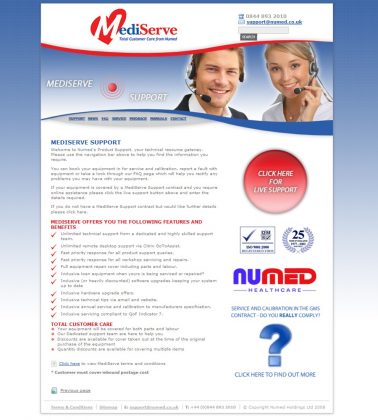 MediServe
Total Customer Care from Numed
0844 893 2018
support@numed.co.uk
SEARCH
MEDISERVE
SUPPORT
SUPPORT NEWS FAQ SERVICE FEEDBACK MANUALS CONTACT
MEDISERVE SUPPORT
Welcome to Numed's Product Support, your technical resource gateway.
Please use the navigation bar above to help you find the information you
require.
You can book your equipment in for service and calibration, report a fault with
equipment or take a look through our FAQ page which will help you rectify any
problems you may have with your equipment.
If your equipment is covered by a MediServe Support contract and you require
online assistance please click the live support button above and enter the
details required.
If you do not have a MediServe Support contract but would like further details
please click here.
CLICK HERE
FOR
LIVE SUPPORT
MEDISERVE OFFERS YOU THE FOLLOWING FEATURES AND
BENEFITS
Unlimited technical support from a dedicated and highly skilled support
team.
Unlimited remote desktop support via Citrix GoToAssist.
Fast priority response for all product support queries.
Fast priority response for all workshop servicing and repairs.
Full equipment repair cover including parts and labour.
Inclusive loan equipment when yours is being serviced or repaired*
Inclusive (or heavily discounted) software upgrades keeping your system
up to date
Inclusive hardware upgrade offers.
Inclusive technical tips via email and website.
Inclusive annual service and calibration to manufacturers specification.
Inclusive servicing compliant to QoF Indicator 7.
TOTAL CUSTOMER CARE
Your equipment will be covered for both parts and labour
Our Dedicated support team are here to help you
Discounts are available for cover taken out at the time of the original
purchase of the equipment
Quantity discounts are available for covering multiple items
Click here to view MediServe terms and conditions
* Customer must cover inbound postage cost
Previous page
ISO 9001:2000
25
NUMED
HEALTHCARE
SERVICE AND CALIBRATION IN THE GMS
CONTRACT - DO YOU REALLY COMPLY?
?
CLICK HERE TO FIND OUT MORE
Terms & Conditions | Sitemap | E: support@numed.co.uk | T: +44 (0)844 893 2018 | © Copyright Numed Holdings Ltd 2008